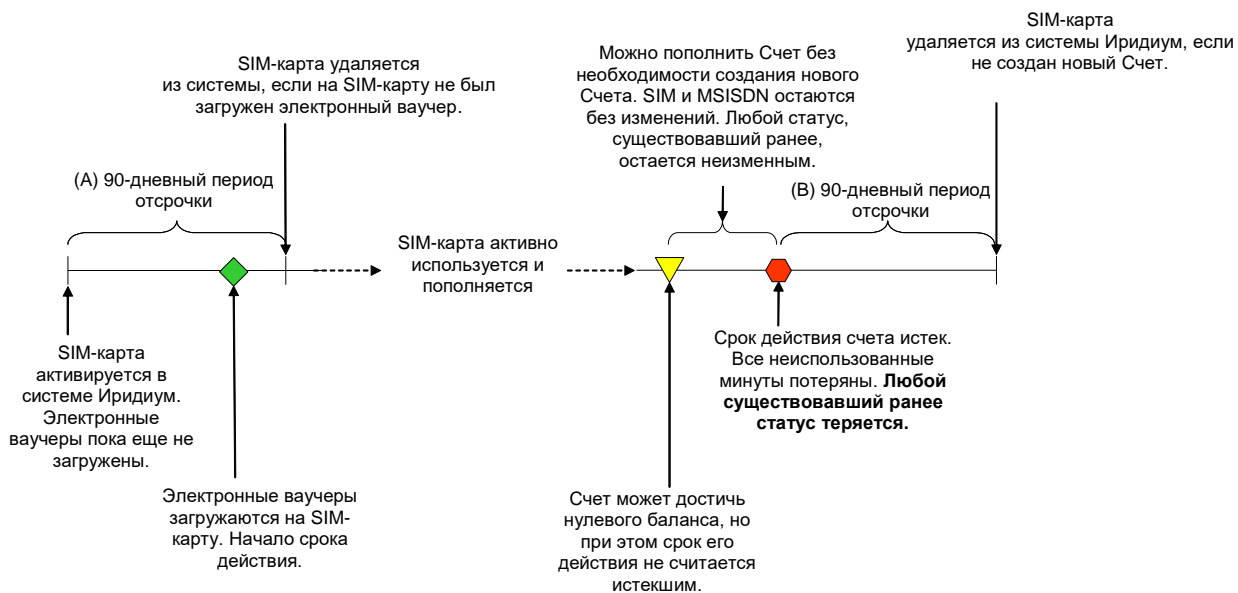 SIM-карта удаляется
из системы, если на SIM-карту не был
загружен электронный ваучер.
Можно пополнить Счет без
необходимости создания нового
Счета. SIM и MSISDN остаются
без изменений. Любой статус,
существовавший ранее,
остается неизменным.
SIM-карта
удаляется из системы Иридиум, если
не создан новый Счет.
(A) 90-дневный период
отсрочки
(B) 90-дневный период
отсрочки
SIM-карта активно
используется и
пополняется
SIM-карта
активируется в
системе Иридиум.
Электронные
ваучеры пока еще не
загружены.
Электронные ваучеры
загружаются на SIM-
карту. Начало срока
действия.
Счет может достичь
нулевого баланса, но
при этом срок его
действия не считается
истекшим.
Срок действия счета истек.
Все неиспользованные
минуты потеряны. Любой
существовавший ранее
статус теряется.